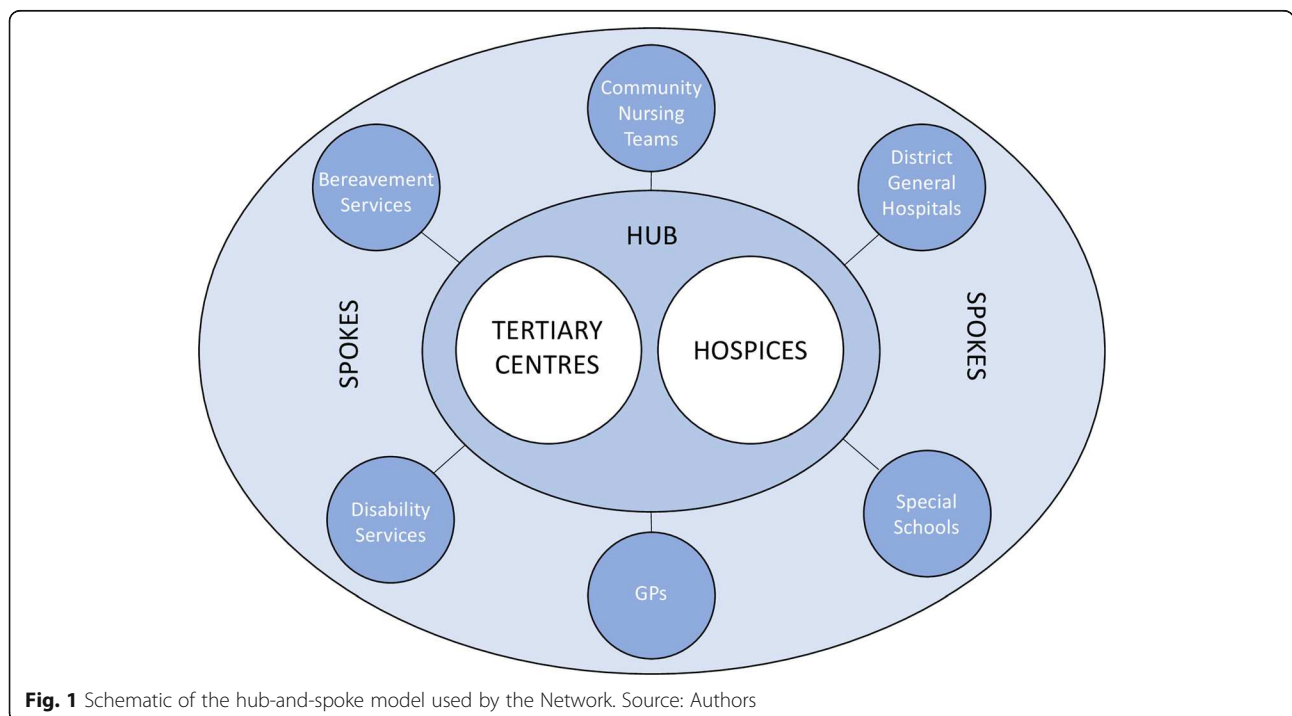 Community
Nursing
Teams
Bereavement
Services
District
General
Hospitals
HUB
SPOKES
TERTIARY
CENTRES
HOSPICES
SPOKES
Disability
Services
Special
Schools
GPs
Fig. 1 Schematic of the hub-and-spoke model used by the Network. Source: Authors